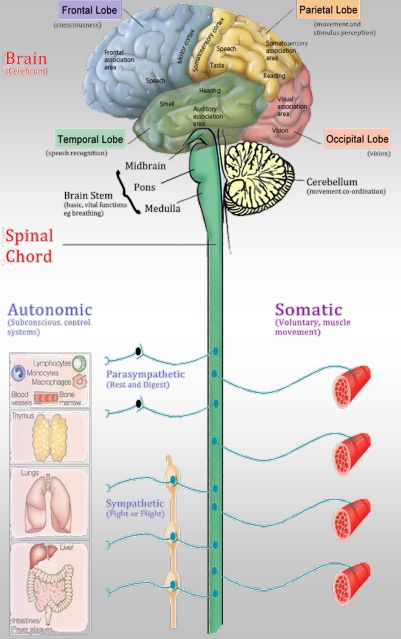 Frontal Lobe
(consciousness)
Parietal Lobe
(movement and
stimulus perception)
Brain
(Cerebrum)
Frontal
association
area
Motor cortex
Somatosensory cortex
Speech
Taste
Somatosensory
association
area
Reading
Speech
Hearing
Smell
Auditory
association
area
Visual
association
area
Vision
Temporal Lobe
(speech recognition)
Occipital Lobe
(vision)
Midbrain
Pons
Medulla
Brain Stem
(basic, vital functions
eg breathing)
Cerebellum
(movement co-ordination)
Spinal
Chord
Autonomic
(Subconscious, control
systems)
Somatic
(Voluntary, muscle
movement)
Lymphocytes
Monocytes
Macrophages
Blood
vessels
Bone
marrow
Parasympathetic
(Rest and Digest)
Thymus
Lungs
Sympathetic
(Fight or Flight)
Liver
Intestines/
Peyer plaques